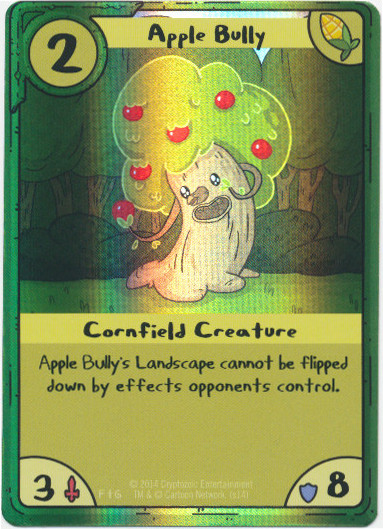 2
Apple Bully
Cornfield Creature
Apple Bully's Landscape cannot be flipped
down by effects opponents control.
3
F16
© 2014 Cryptozoic Entertainment
TM & © Cartoon Network. (s14)
8